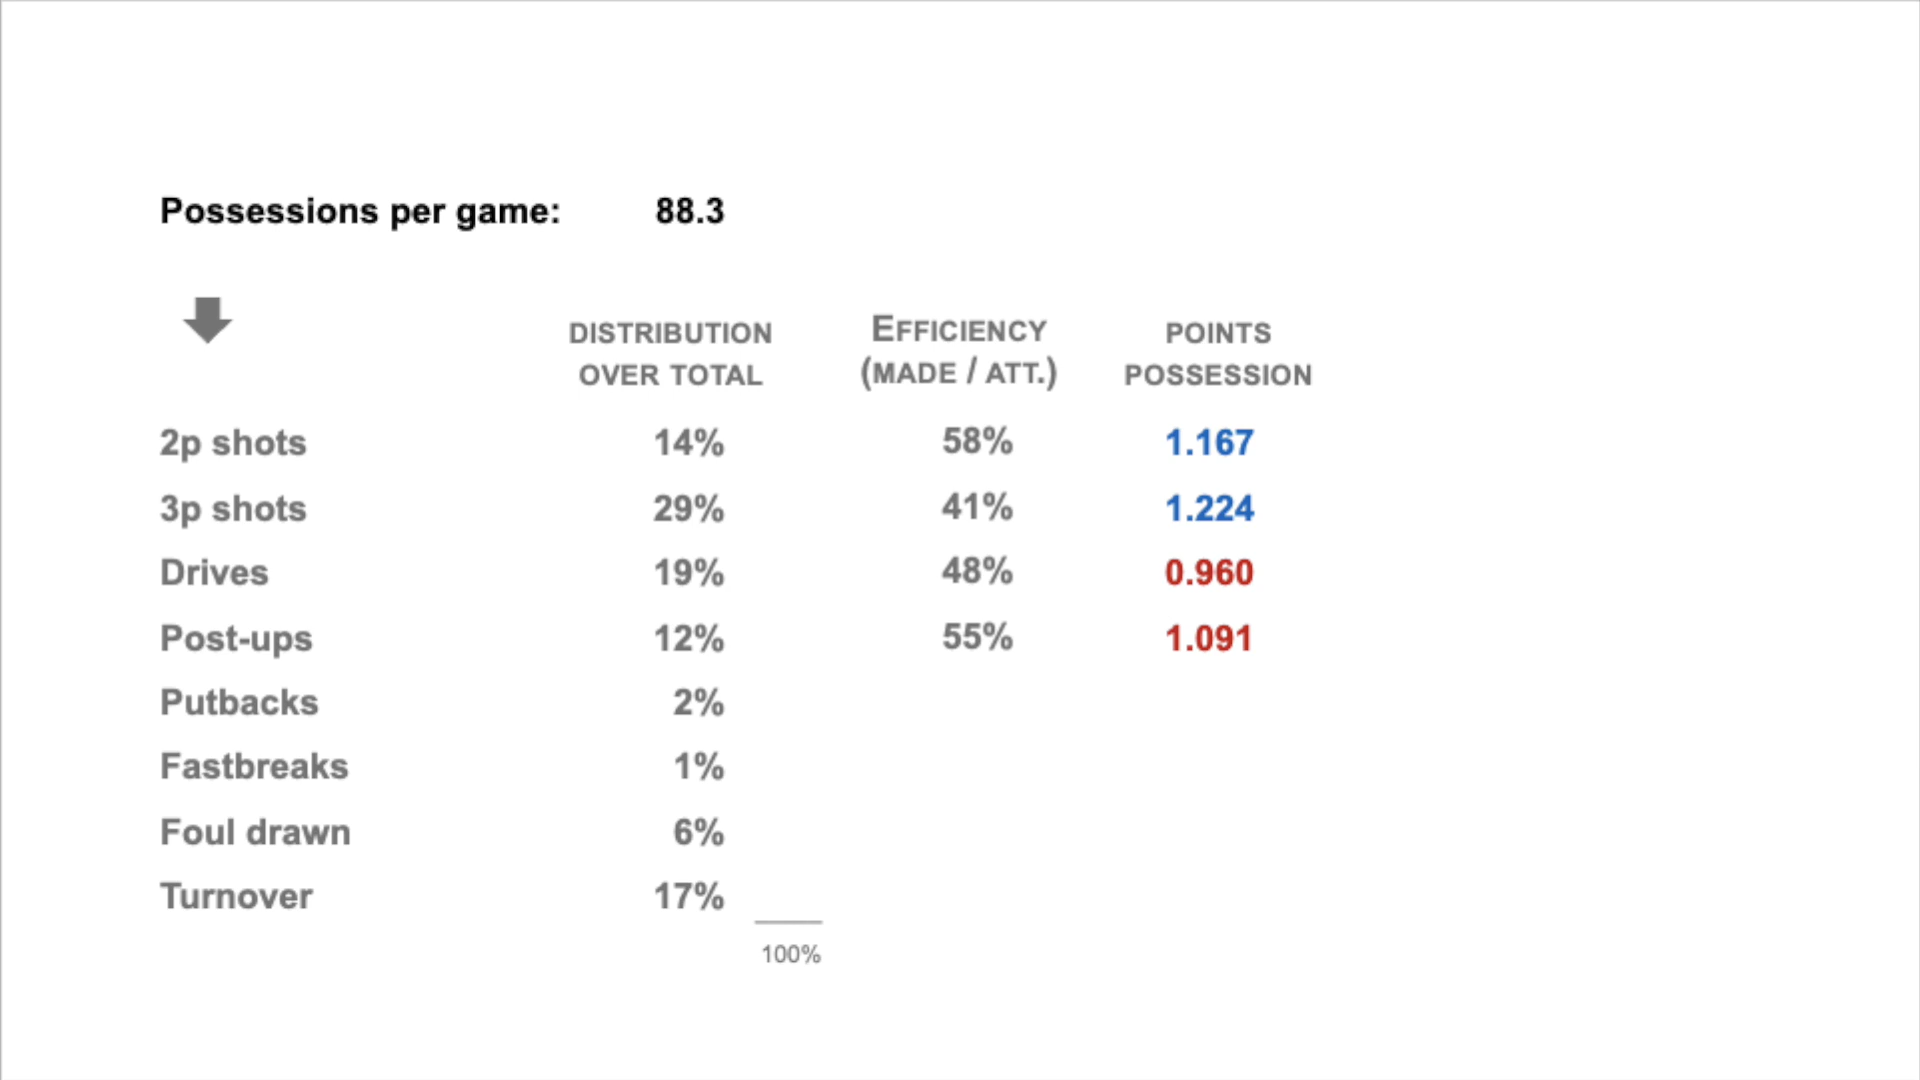 Possessions per game: 88.3
DISTRIBUTION OVER TOTAL EFFICIENCY (MADE / ATT.) POINTS POSSESSION
2p shots 14% 58% 1.167
3p shots 29% 41% 1.224
Drives 19% 48% 0.960
Post-ups 12% 55% 1.091
Putbacks 2%
Fastbreaks 1%
Foul drawn 6%
Turnover 17%
100%